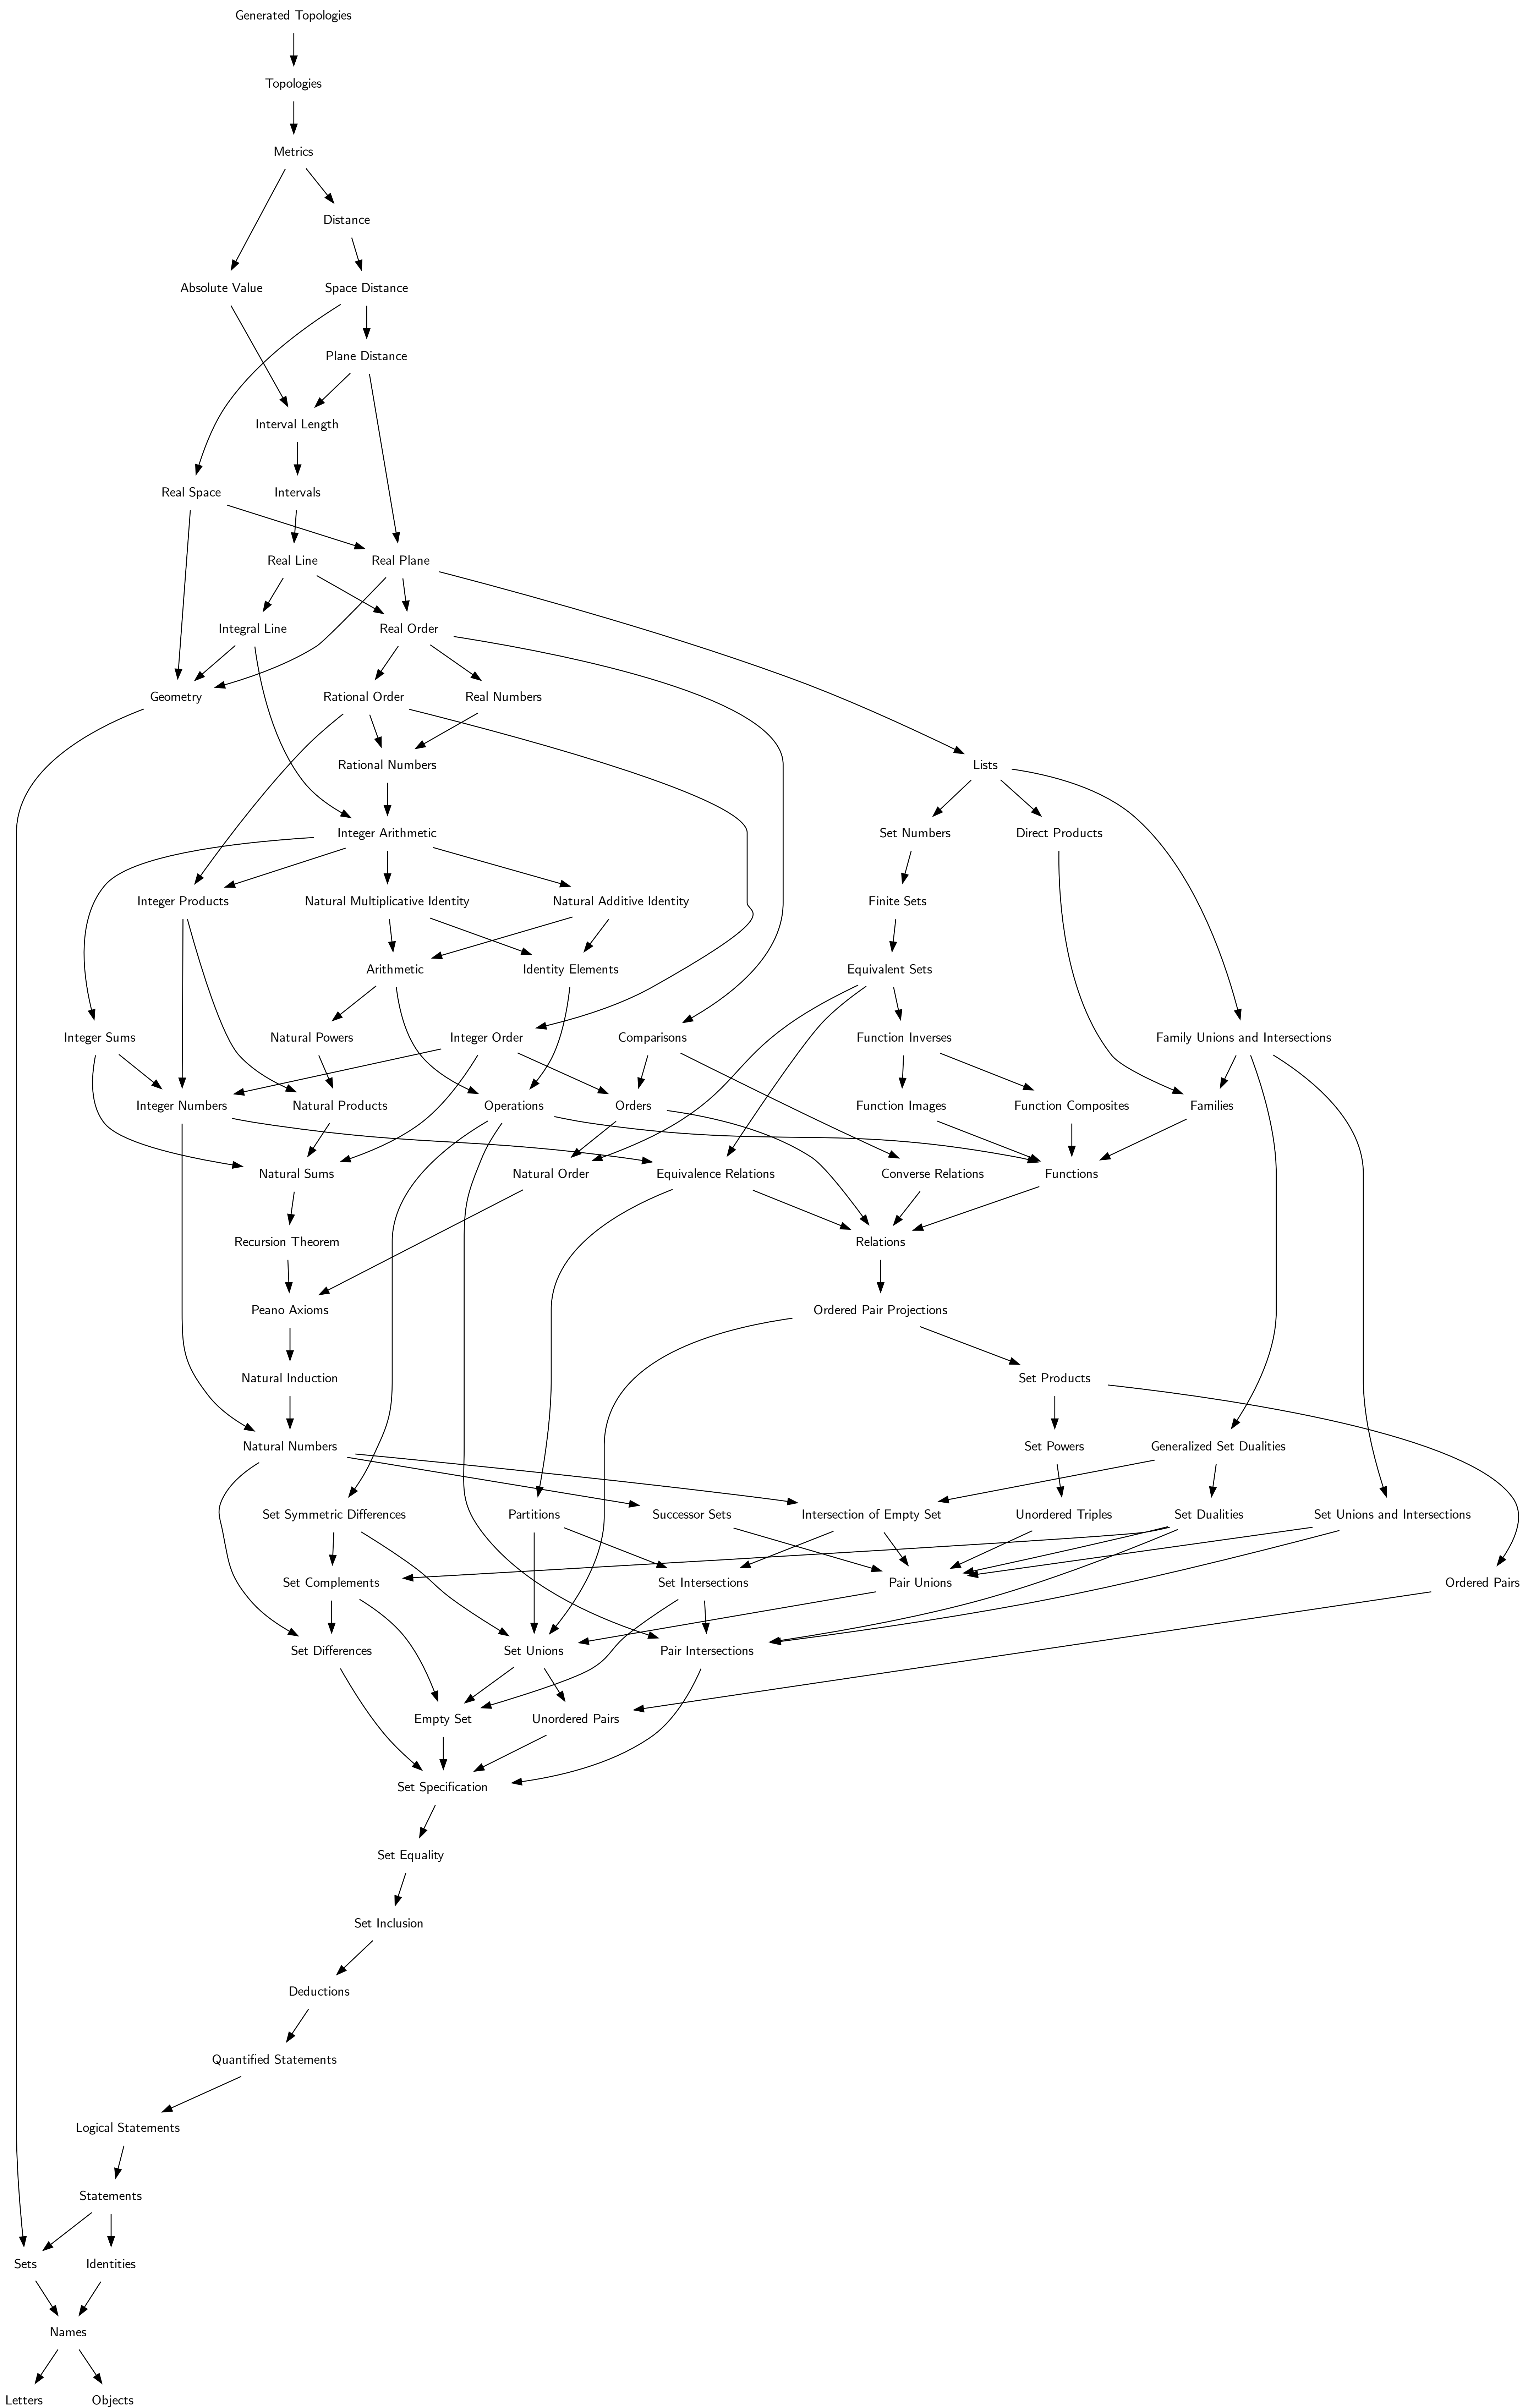 Generated Topologies
Topologies
Metrics
Distance
Absolute Value
Space Distance
Plane Distance
Interval Length
Real Space
Intervals
Real Line
Real Plane
Integral Line
Real Order
Geometry
Rational Order
Real Numbers
Rational Numbers
Lists
Integer Arithmetic
Set Numbers
Direct Products
Integer Products
Natural Multiplicative Identity
Natural Additive Identity
Finite Sets
Arithmetic
Identity Elements
Equivalent Sets
Integer Sums
Natural Powers
Integer Order
Comparisons
Function Inverses
Family Unions and Intersections
Integer Numbers
Natural Products
Operations
Orders
Function Images
Function Composites
Families
Natural Sums
Natural Order
Equivalence Relations
Converse Relations
Functions
Recursion Theorem
Relations
Peano Axioms
Ordered Pair Projections
Natural Induction
Set Products
Natural Numbers
Set Powers
Generalized Set Dualities
Set Symmetric Differences
Partitions
Successor Sets
Intersection of Empty Set
Unordered Triples
Set Dualities
Set Unions and Intersections
Set Complements
Set Intersections
Pair Unions
Ordered Pairs
Set Differences
Set Unions
Pair Intersections
Empty Set
Unordered Pairs
Set Specification
Set Equality
Set Inclusion
Deductions
Quantified Statements
Logical Statements
Statements
Sets
Identities
Names
Letters
Objects